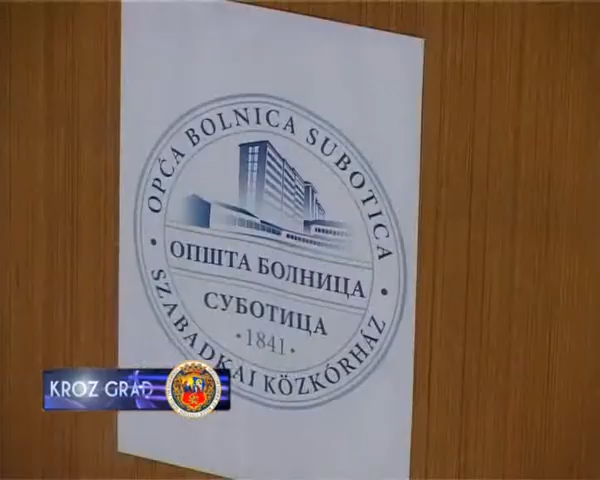 OPĆA BOLNICA SUBOTICA
ОПШТА БОЛНИЦА
СУБОТИЦА
•1841•
SZABADKAI KÖZKÓRHÁZ
KROZ GRAD